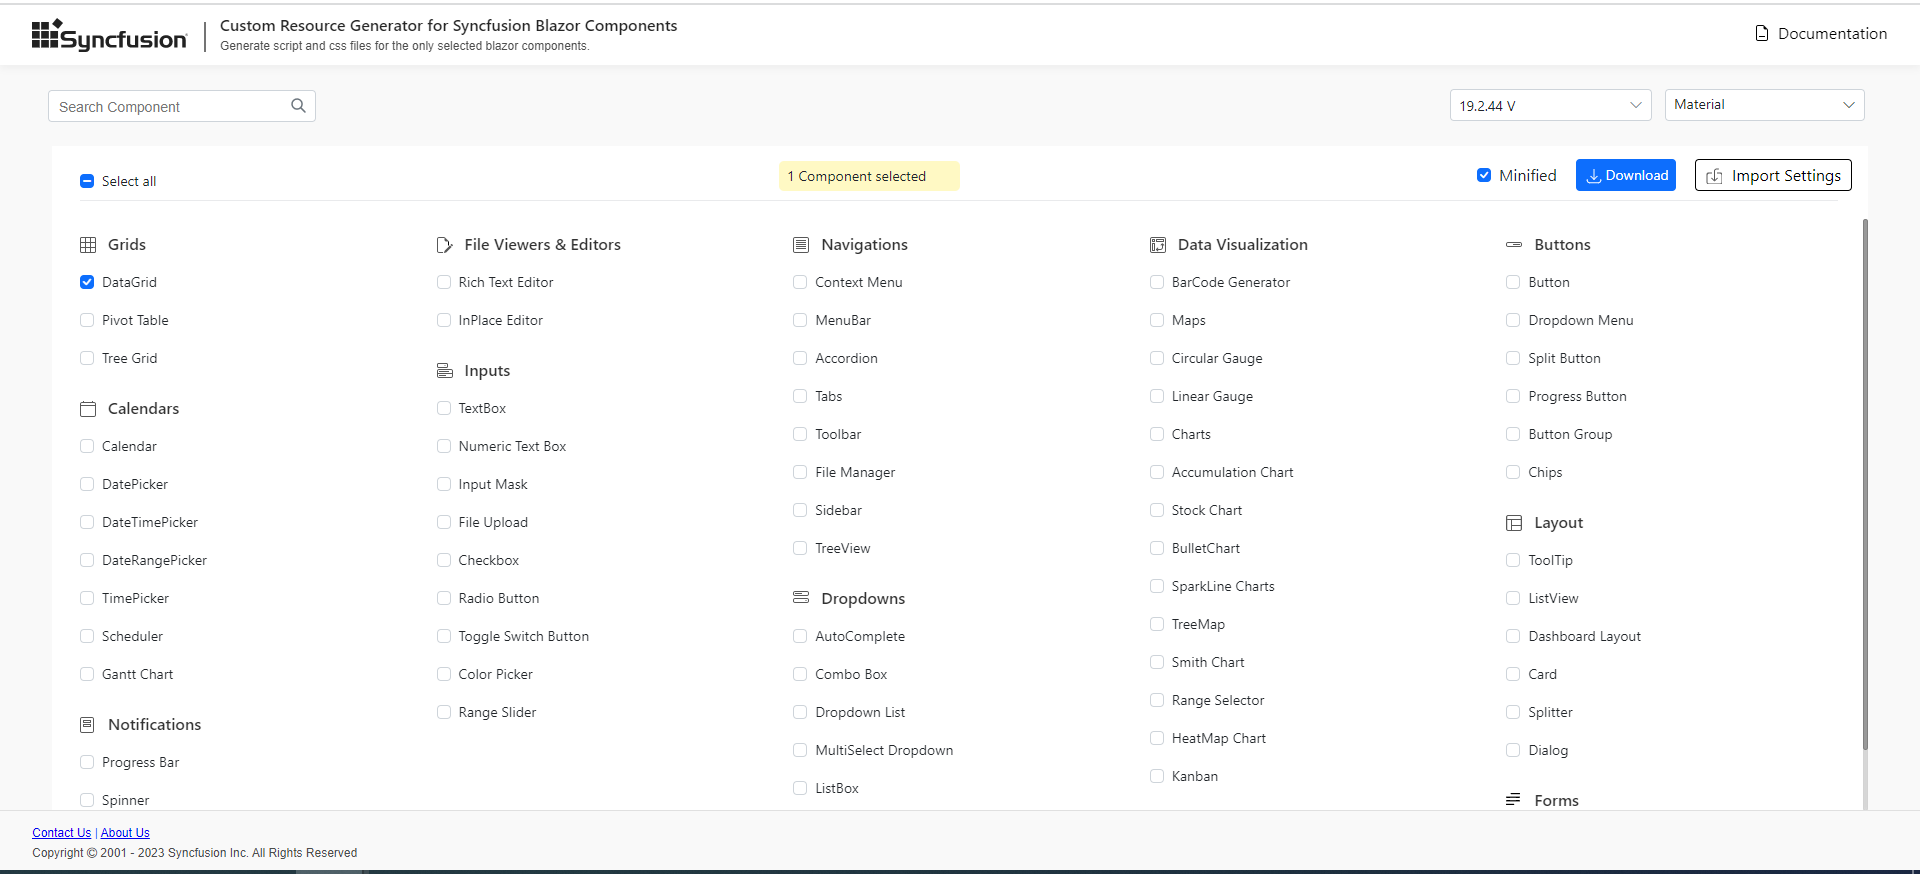 Syncfusion
Custom Resource Generator for Syncfusion Blazor Components
Generate script and css files for the only selected blazor components.
Documentation
Search Component
19.2.44 V
Material
Select all
1 Component selected
Minified
Download
Import Settings
Grids
DataGrid
Pivot Table
Tree Grid
Calendars
Calendar
DatePicker
DateTimePicker
DateRangePicker
TimePicker
Scheduler
Gantt Chart
Notifications
Progress Bar
Spinner
File Viewers & Editors
Rich Text Editor
InPlace Editor
Inputs
TextBox
Numeric Text Box
Input Mask
File Upload
Checkbox
Radio Button
Toggle Switch Button
Color Picker
Range Slider
Navigations
Context Menu
MenuBar
Accordion
Tabs
Toolbar
File Manager
Sidebar
TreeView
Dropdowns
AutoComplete
Combo Box
Dropdown List
MultiSelect Dropdown
ListBox
Data Visualization
BarCode Generator
Maps
Circular Gauge
Linear Gauge
Charts
Accumulation Chart
Stock Chart
BulletChart
SparkLine Charts
TreeMap
Smith Chart
Range Selector
HeatMap Chart
Kanban
Buttons
Button
Dropdown Menu
Split Button
Progress Button
Button Group
Chips
Layout
ToolTip
ListView
Dashboard Layout
Card
Splitter
Dialog
Forms
Contact Us | About Us
Copyright © 2001 - 2023 Syncfusion Inc. All Rights Reserved